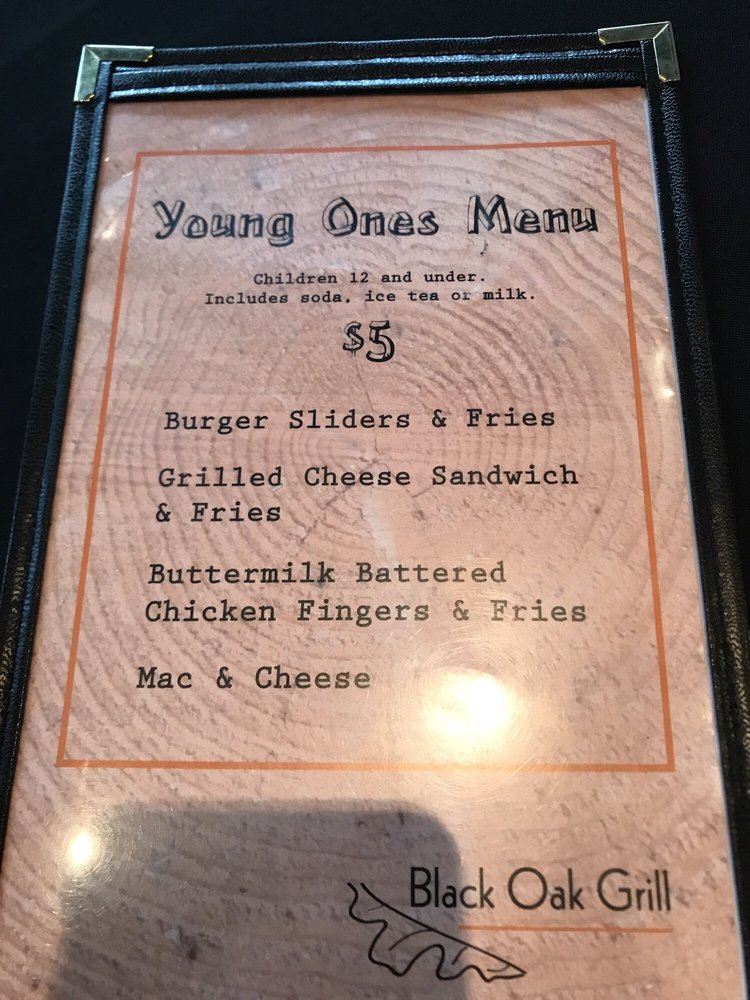 Young Ones Menu
Children 12 and under.
Includes soda, ice tea or milk.
$5
Burger Sliders & Fries
Grilled Cheese Sandwich
& Fries
Buttermilk Battered
Chicken Fingers & Fries
Mac & Cheese
Black Oak Grill